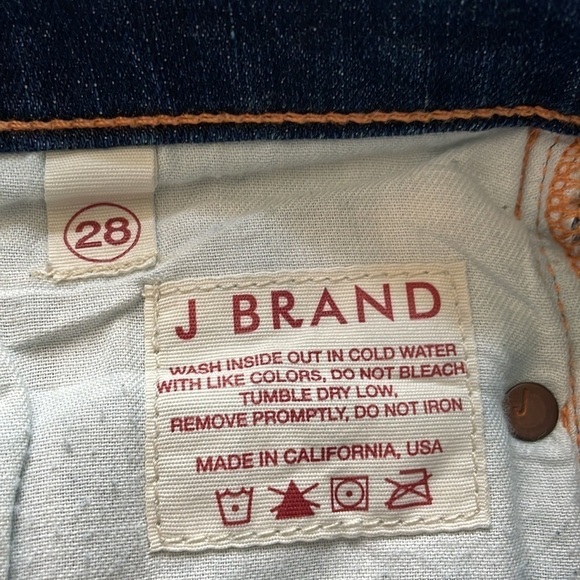 28
J BRAND
WASH INSIDE OUT IN COLD WATER
WITH LIKE COLORS, DO NOT BLEACH,
TUMBLE DRY LOW,
REMOVE PROMPTLY, DO NOT IRON
MADE IN CALIFORNIA, USA
J